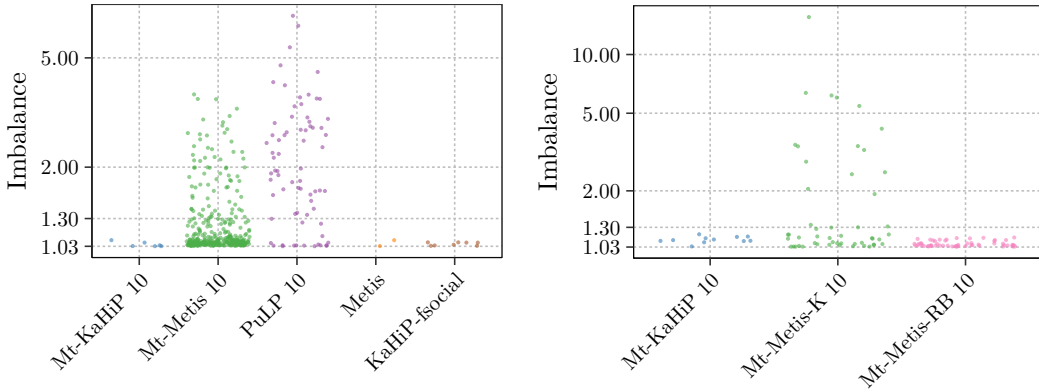 Imbalance
5.00
2.00
1.30
1.03
Mt-KaHiP 10
Mt-Metis 10
PuLP 10
Metis
KaHiP-fsocial
Imbalance
10.00
5.00
2.00
1.30
1.03
Mt-KaHiP 10
Mt-Metis-K 10
Mt-Metis-RB 10